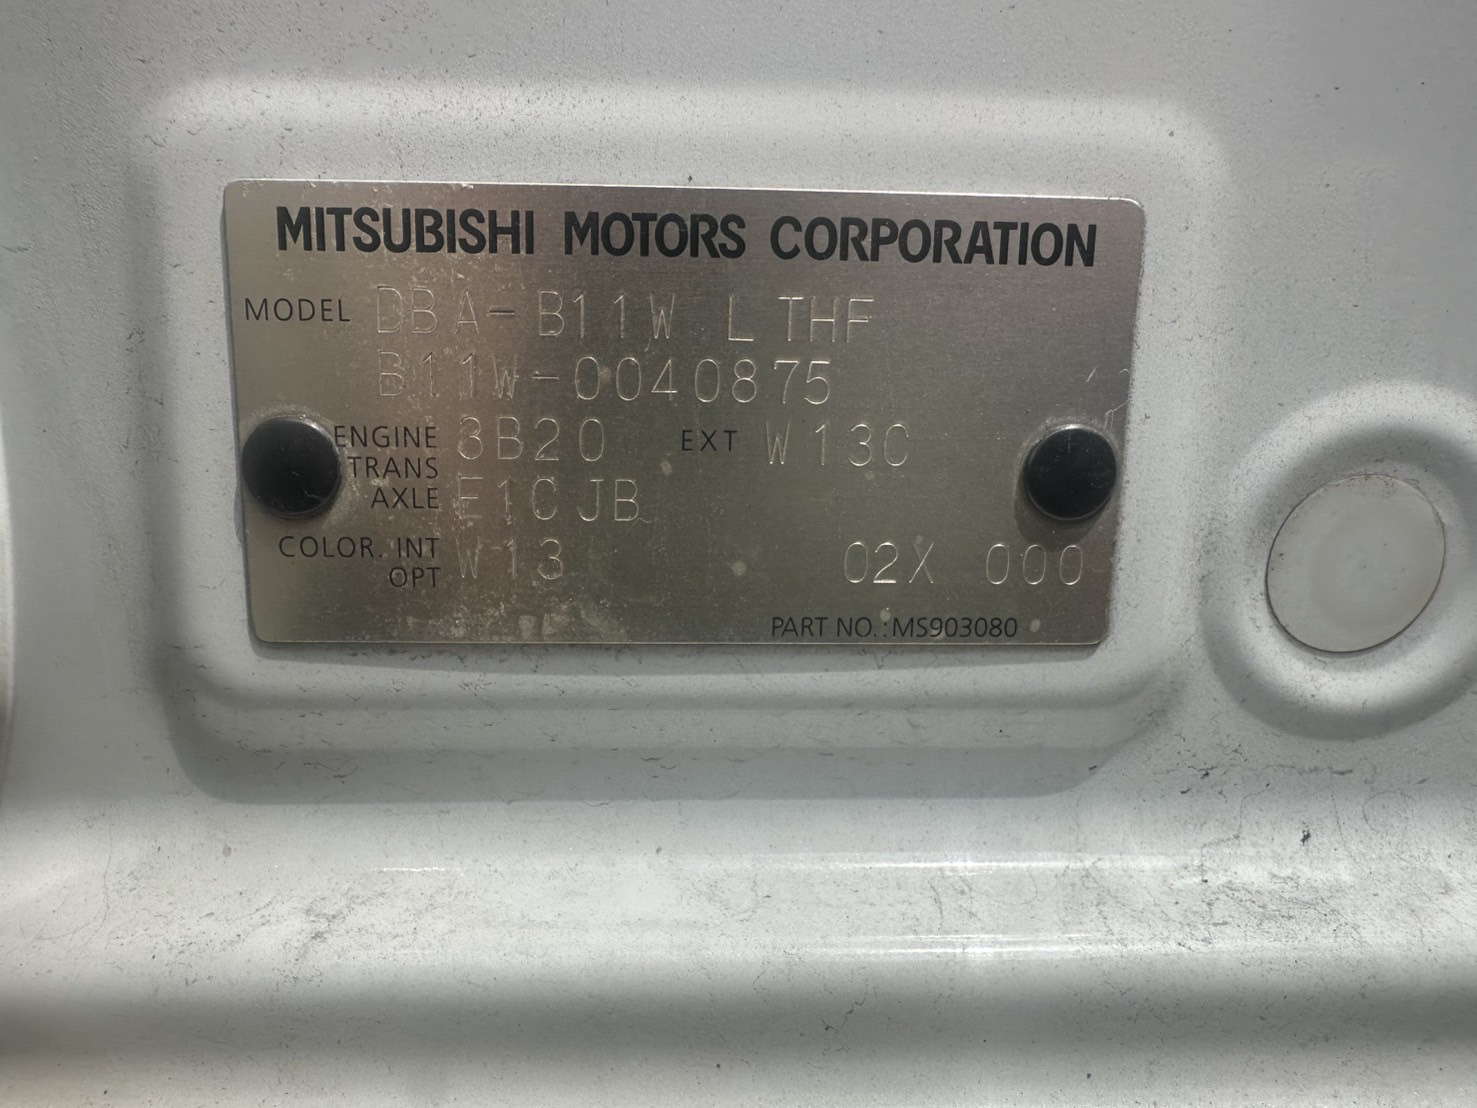 MITSUBISHI MOTORS CORPORATION
MODEL DBA-B11W LTHF
B11W-0040875
ENGINE 3B20 EXT W13C
TRANS
AXLE F1CJB
COLOR. INT W13 02X 000
OPT
PART NO.:MS903080